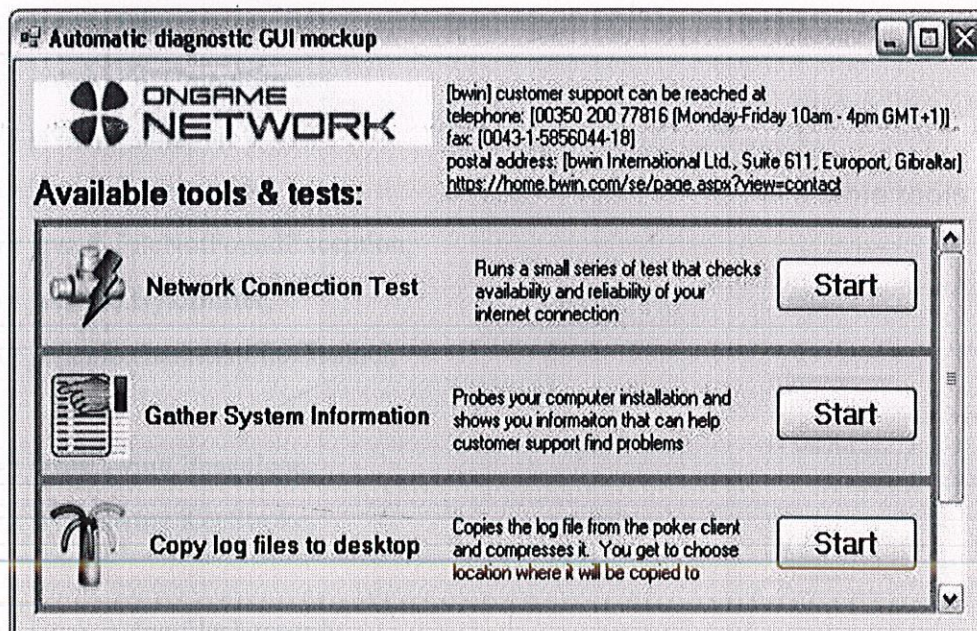 Automatic diagnostic GUI mockup
ONGAME
NETWORK
[bwin] customer support can be reached at
telephone: [00350 200 77816 (Monday-Friday 10am - 4pm GMT+1)]
fax: [0043-1-5856044-18]
postal address: [bwin International Ltd., Suite 611, Europort, Gibraltar]
https://home.bwin.com/se/page.aspx?view=contact
Available tools & tests:
Network Connection Test
Runs a small series of test that checks
availability and reliability of your
internet connection
Start
Gather System Information
Probes your computer installation and
shows you informaiton that can help
customer support find problems
Start
Copy log files to desktop
Copies the log file from the poker client
and compresses it. You get to choose
location where it will be copied to
Start